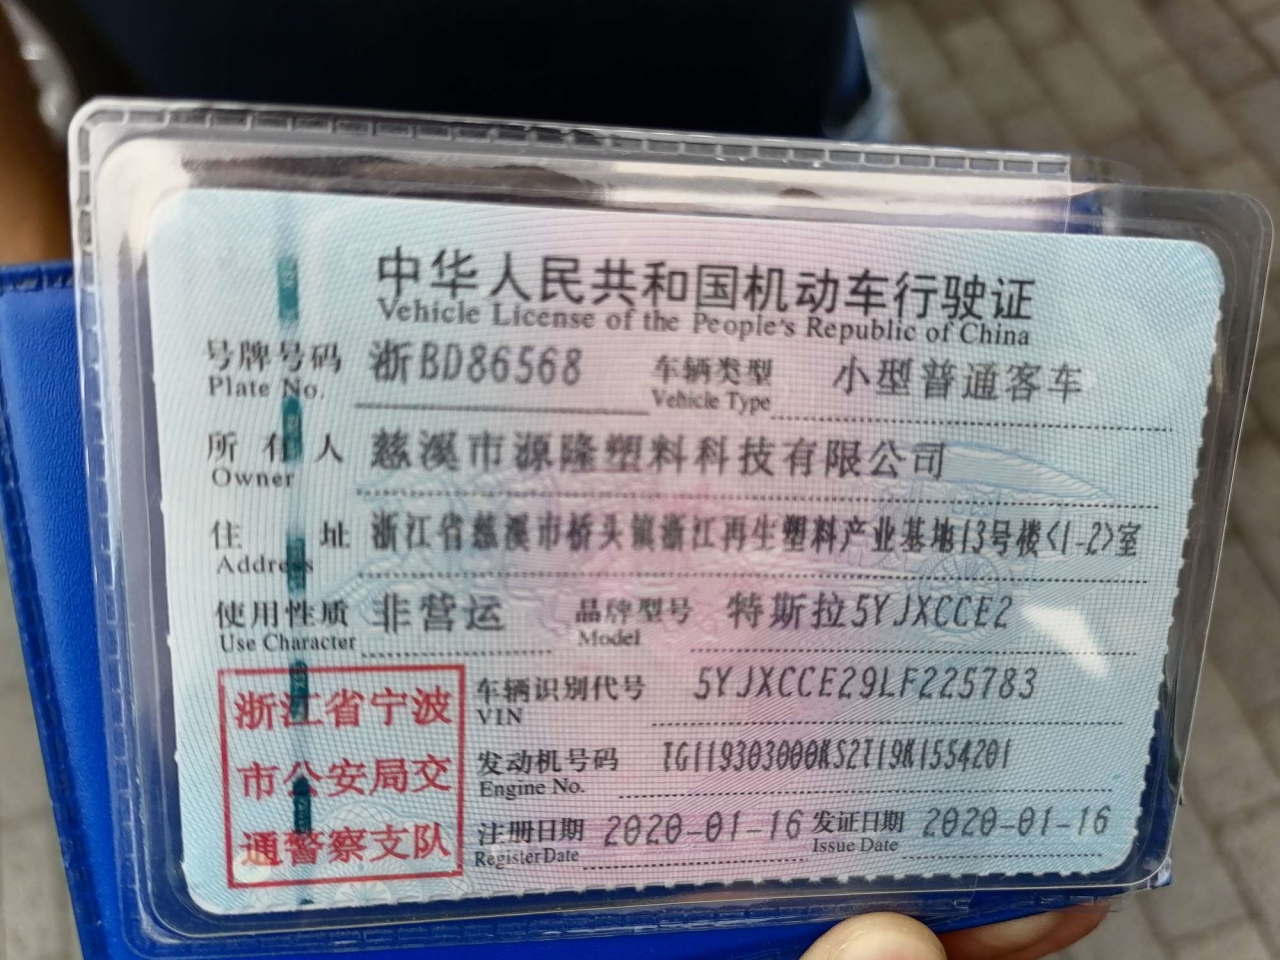 中华人民共和国机动车行驶证
Vehicle License of the People's Republic of China
号牌号码 浙BD86568 车辆类型 小型普通客车
Plate No. Vehicle Type
所有人 慈溪市源隆塑料科技有限公司
Owner
住址 浙江省慈溪市桥头镇浙江再生塑料产业基地13号楼<1-2>室
Address
使用性质 非营运 品牌型号 特斯拉5YJXCCE2
Use Character Model
浙江省宁波
市公安局交
通警察支队
车辆识别代号 5YJXCCE29LF225783
VIN
发动机号码 TG119303000KS2T19K1554201
Engine No.
注册日期 2020-01-16 发证日期 2020-01-16
Register Date Issue Date